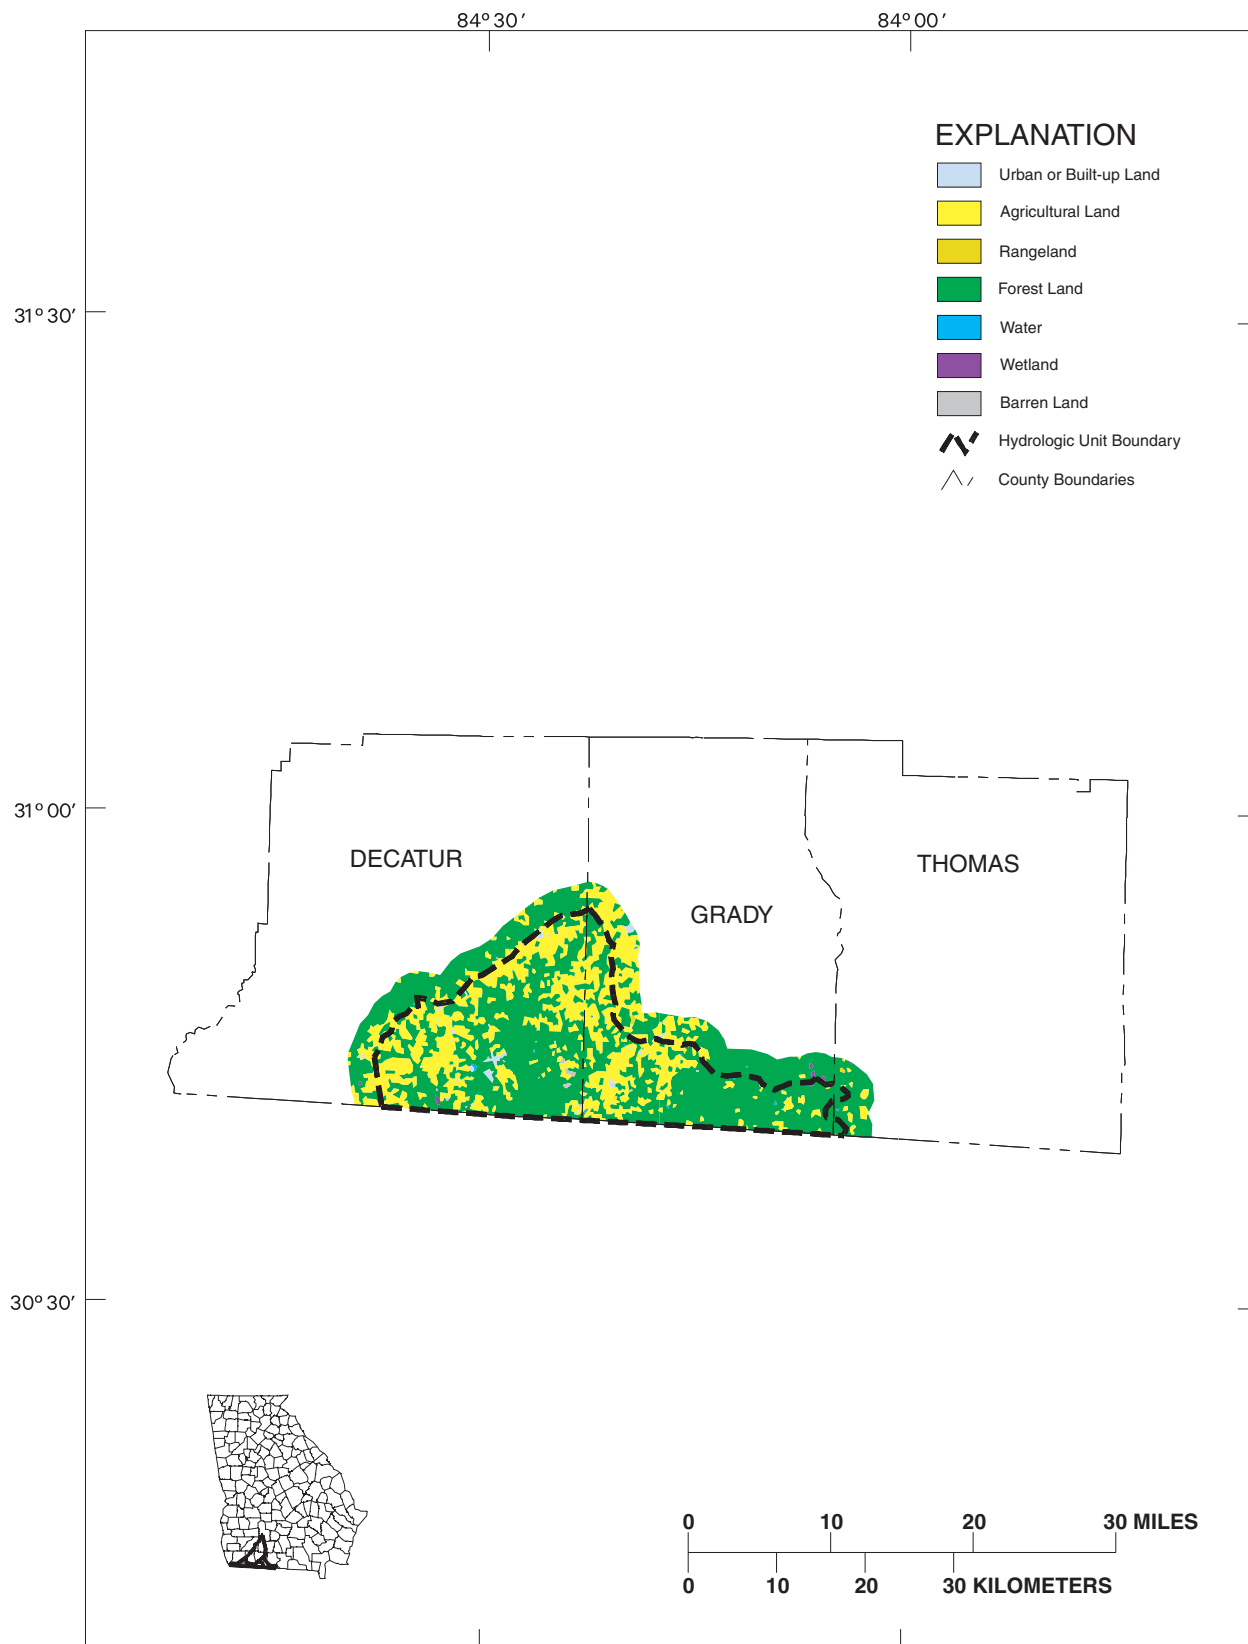 84° 30′ 84° 00′
EXPLANATION
Urban or Built-up Land
Agricultural Land
Rangeland
31° 30′
Forest Land
Water
Wetland
Barren Land
Hydrologic Unit Boundary
County Boundaries
31° 00′
DECATUR
THOMAS
GRADY
30° 30′
0 10 20 30 MILES
0 10 20 30 KILOMETERS